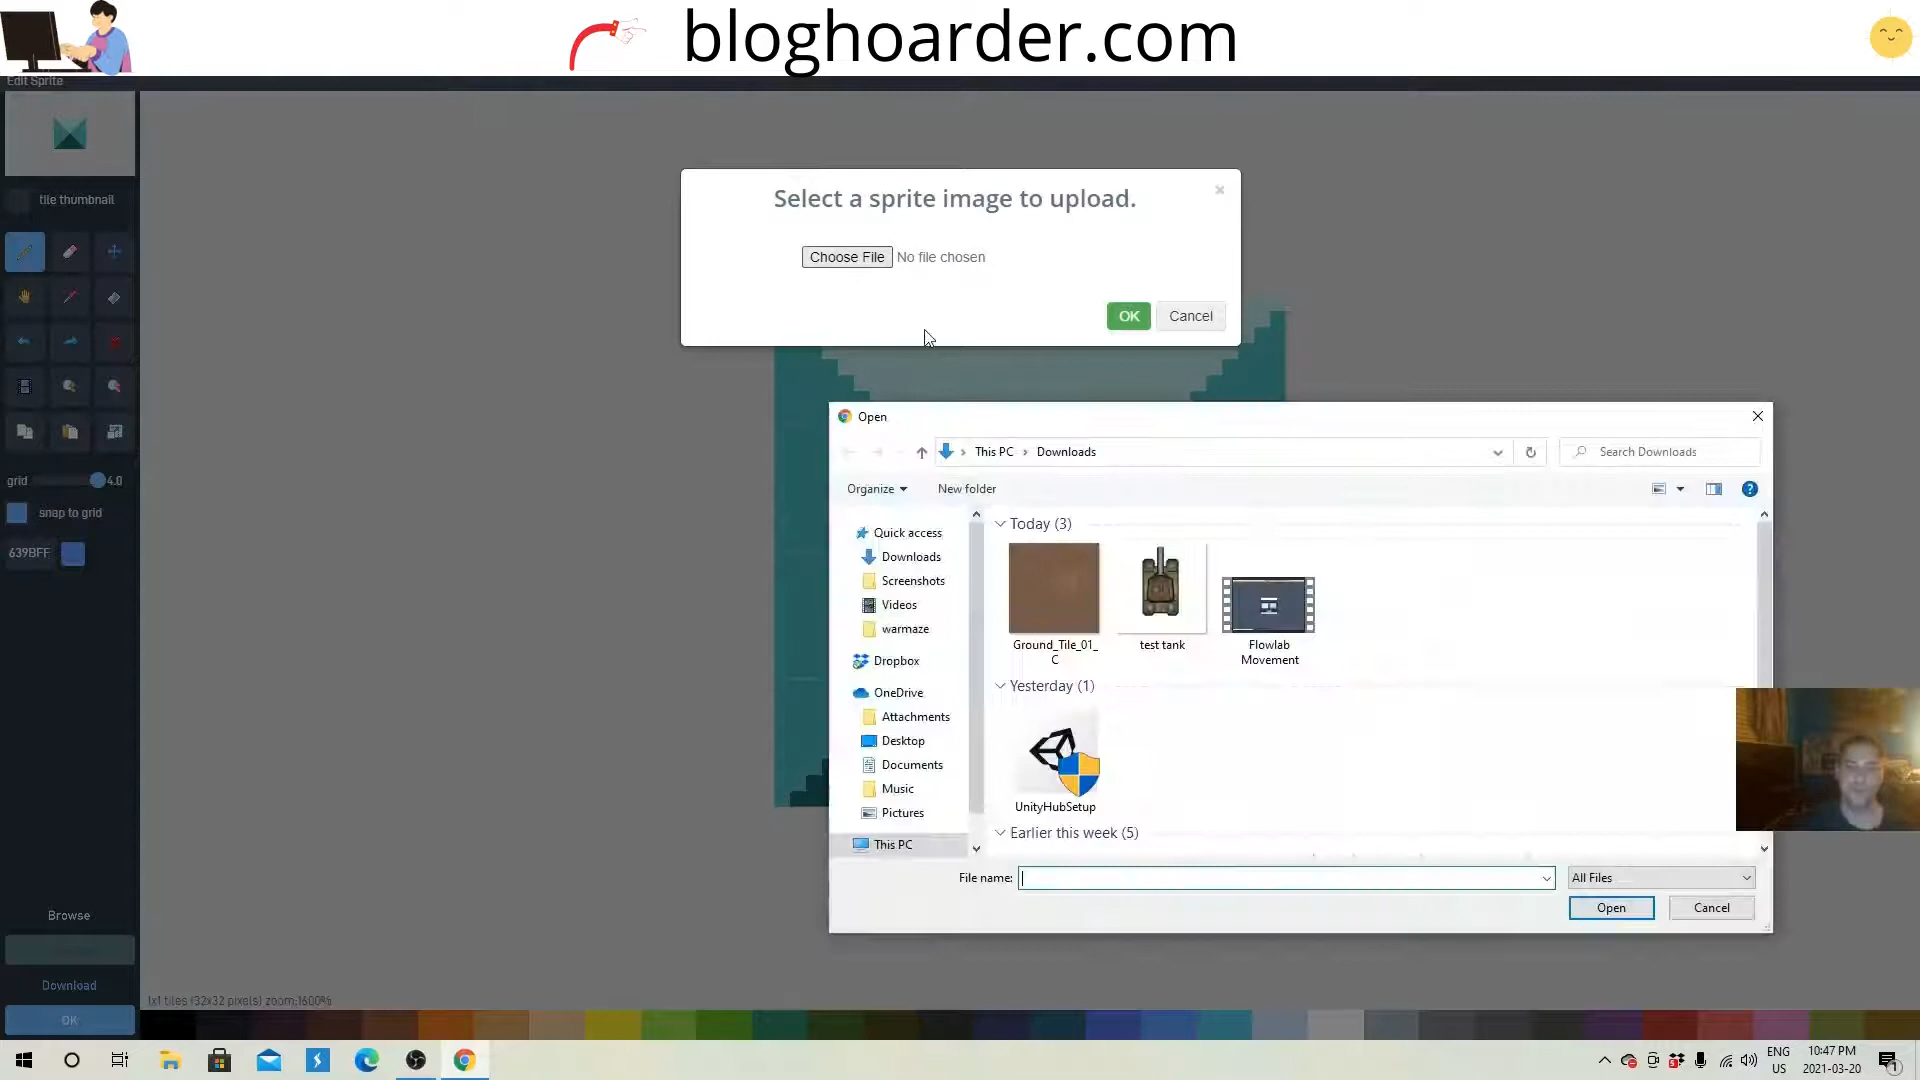 bloghoarder.com
Edit Sprite
tile thumbnail
grid 4.0
snap to grid
639BFF
Browse
Download
OK
1x1 tiles (32x32 pixels) zoom:1600%
Select a sprite image to upload.
×
Choose File No file chosen
OK Cancel
Open
This PC › Downloads
Search Downloads
Organize New folder
?
Quick access
Downloads
Screenshots
Videos
warmaze
Dropbox
OneDrive
Attachments
Desktop
Documents
Music
Pictures
This PC
Today (3)
Ground_Tile_01_
C
test tank
Flowlab
Movement
Yesterday (1)
UnityHubSetup
Earlier this week (5)
File name:
All Files
Open Cancel
ENG
US
10:47 PM
2021-03-20
1